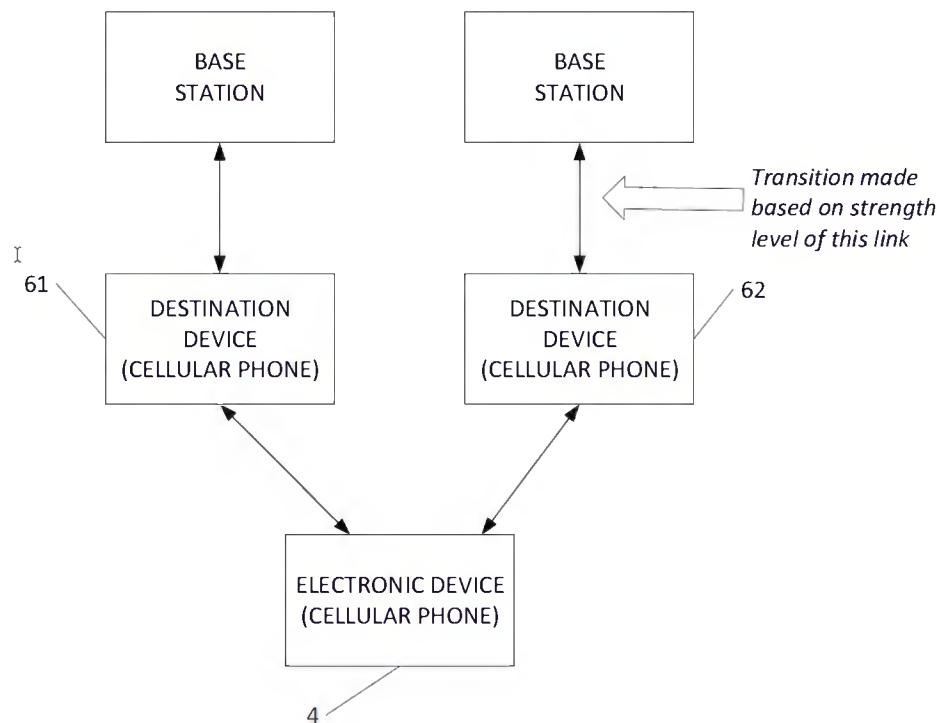 BASE
STATION
BASE
STATION
Transition made
based on strength
level of this link
61
DESTINATION
DEVICE
(CELLULAR PHONE)
DESTINATION
DEVICE
(CELLULAR PHONE)
62
ELECTRONIC DEVICE
(CELLULAR PHONE)
4